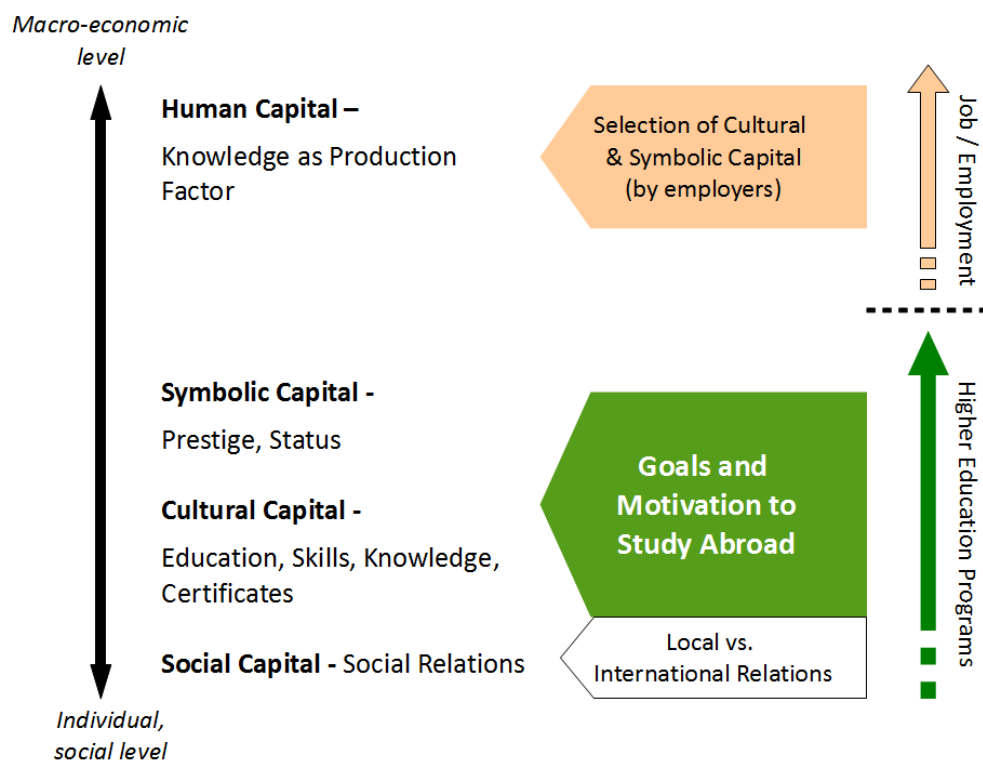 Macro-economic
level
Human Capital –
Knowledge as Production
Factor
Selection of Cultural
& Symbolic Capital
(by employers)
Job / Employment
Symbolic Capital -
Prestige, Status
Cultural Capital -
Education, Skills, Knowledge,
Certificates
Goals and
Motivation to
Study Abroad
Higher Education Programs
Social Capital - Social Relations
Local vs.
International Relations
Individual,
social level